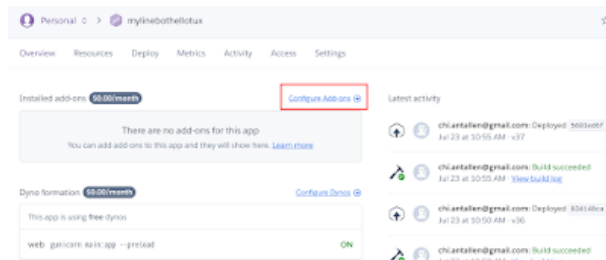 Personal > mylinebothellotux
Overview Resources Deploy Metrics Activity Access Settings
Installed add-ons $0.00/month Configure Add-ons
There are no add-ons for this app
You can add add-ons to this app and they will show here. Learn more
Dyno formation $0.00/month Configure Dynos
This app is using free dynos
web gunicorn main:app --preload ON
Latest activity
chi.antallen@gmail.com: Deployed
Jul 23 at 10:55 AM · v37
chi.antallen@gmail.com: Build succeeded
Jul 23 at 10:55 AM · View build log
chi.antallen@gmail.com: Deployed
Jul 23 at 10:50 AM · v36
chi.antallen@gmail.com: Build succeeded